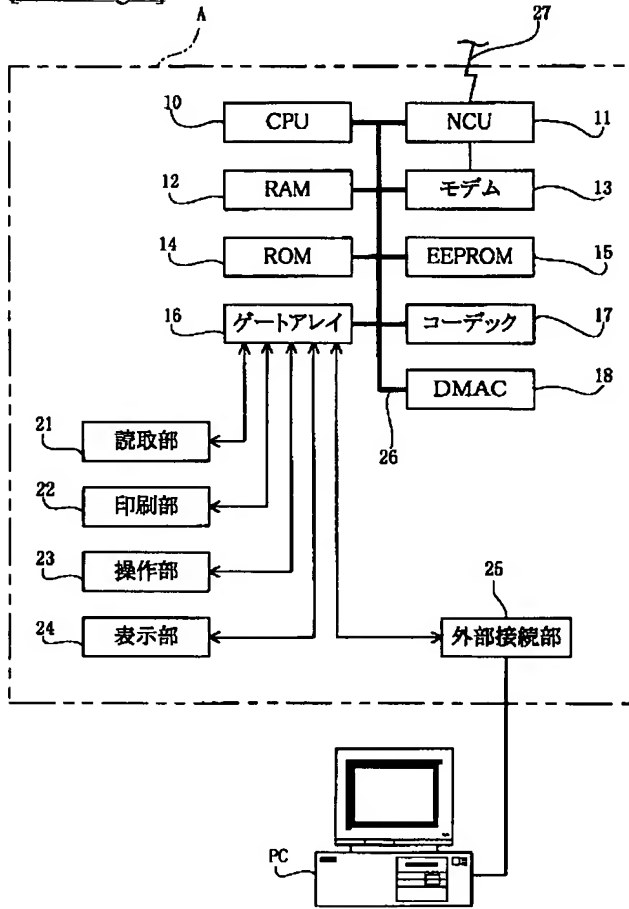 A
27
10
CPU
NCU
11
12
RAM
モデム
13
14
ROM
EEPROM
15
16
ゲートアレイ
コーデック
17
DMAC
18
26
21
読取部
22
印刷部
23
操作部
24
表示部
25
外部接続部
PC